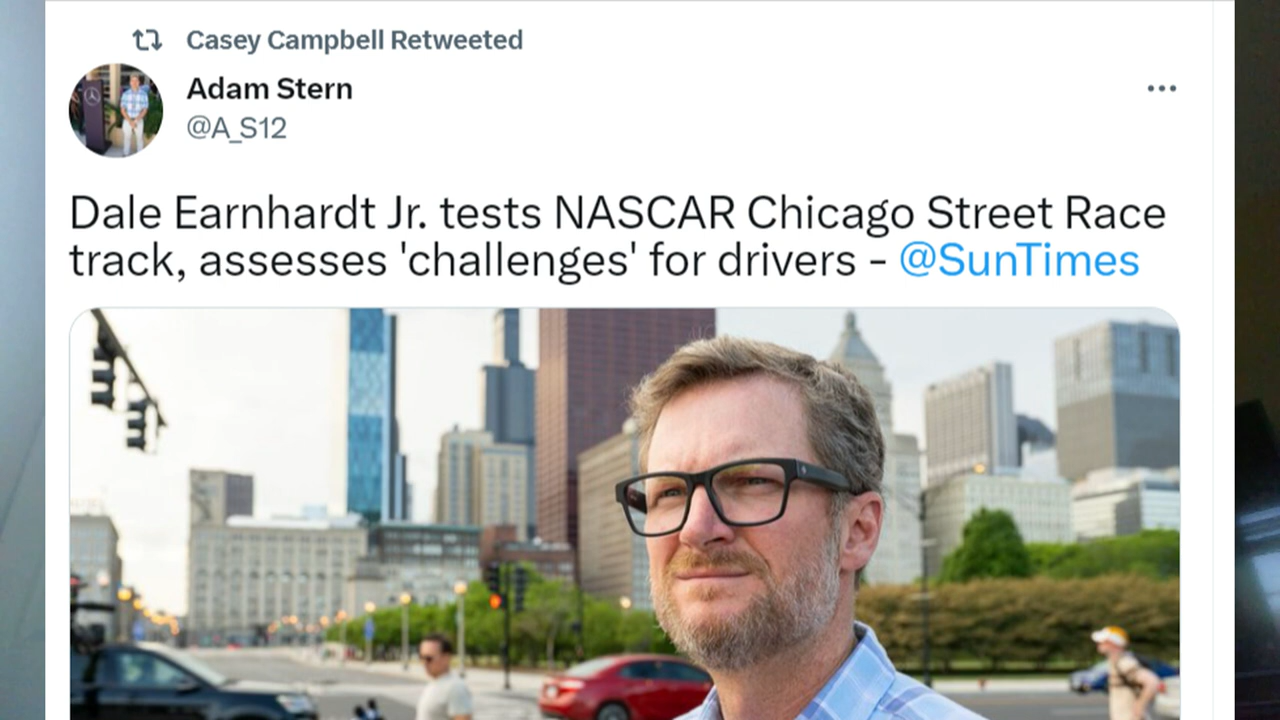 Casey Campbell Retweeted
Adam Stern
@A_S12
Dale Earnhardt Jr. tests NASCAR Chicago Street Race
track, assesses 'challenges' for drivers - @SunTimes